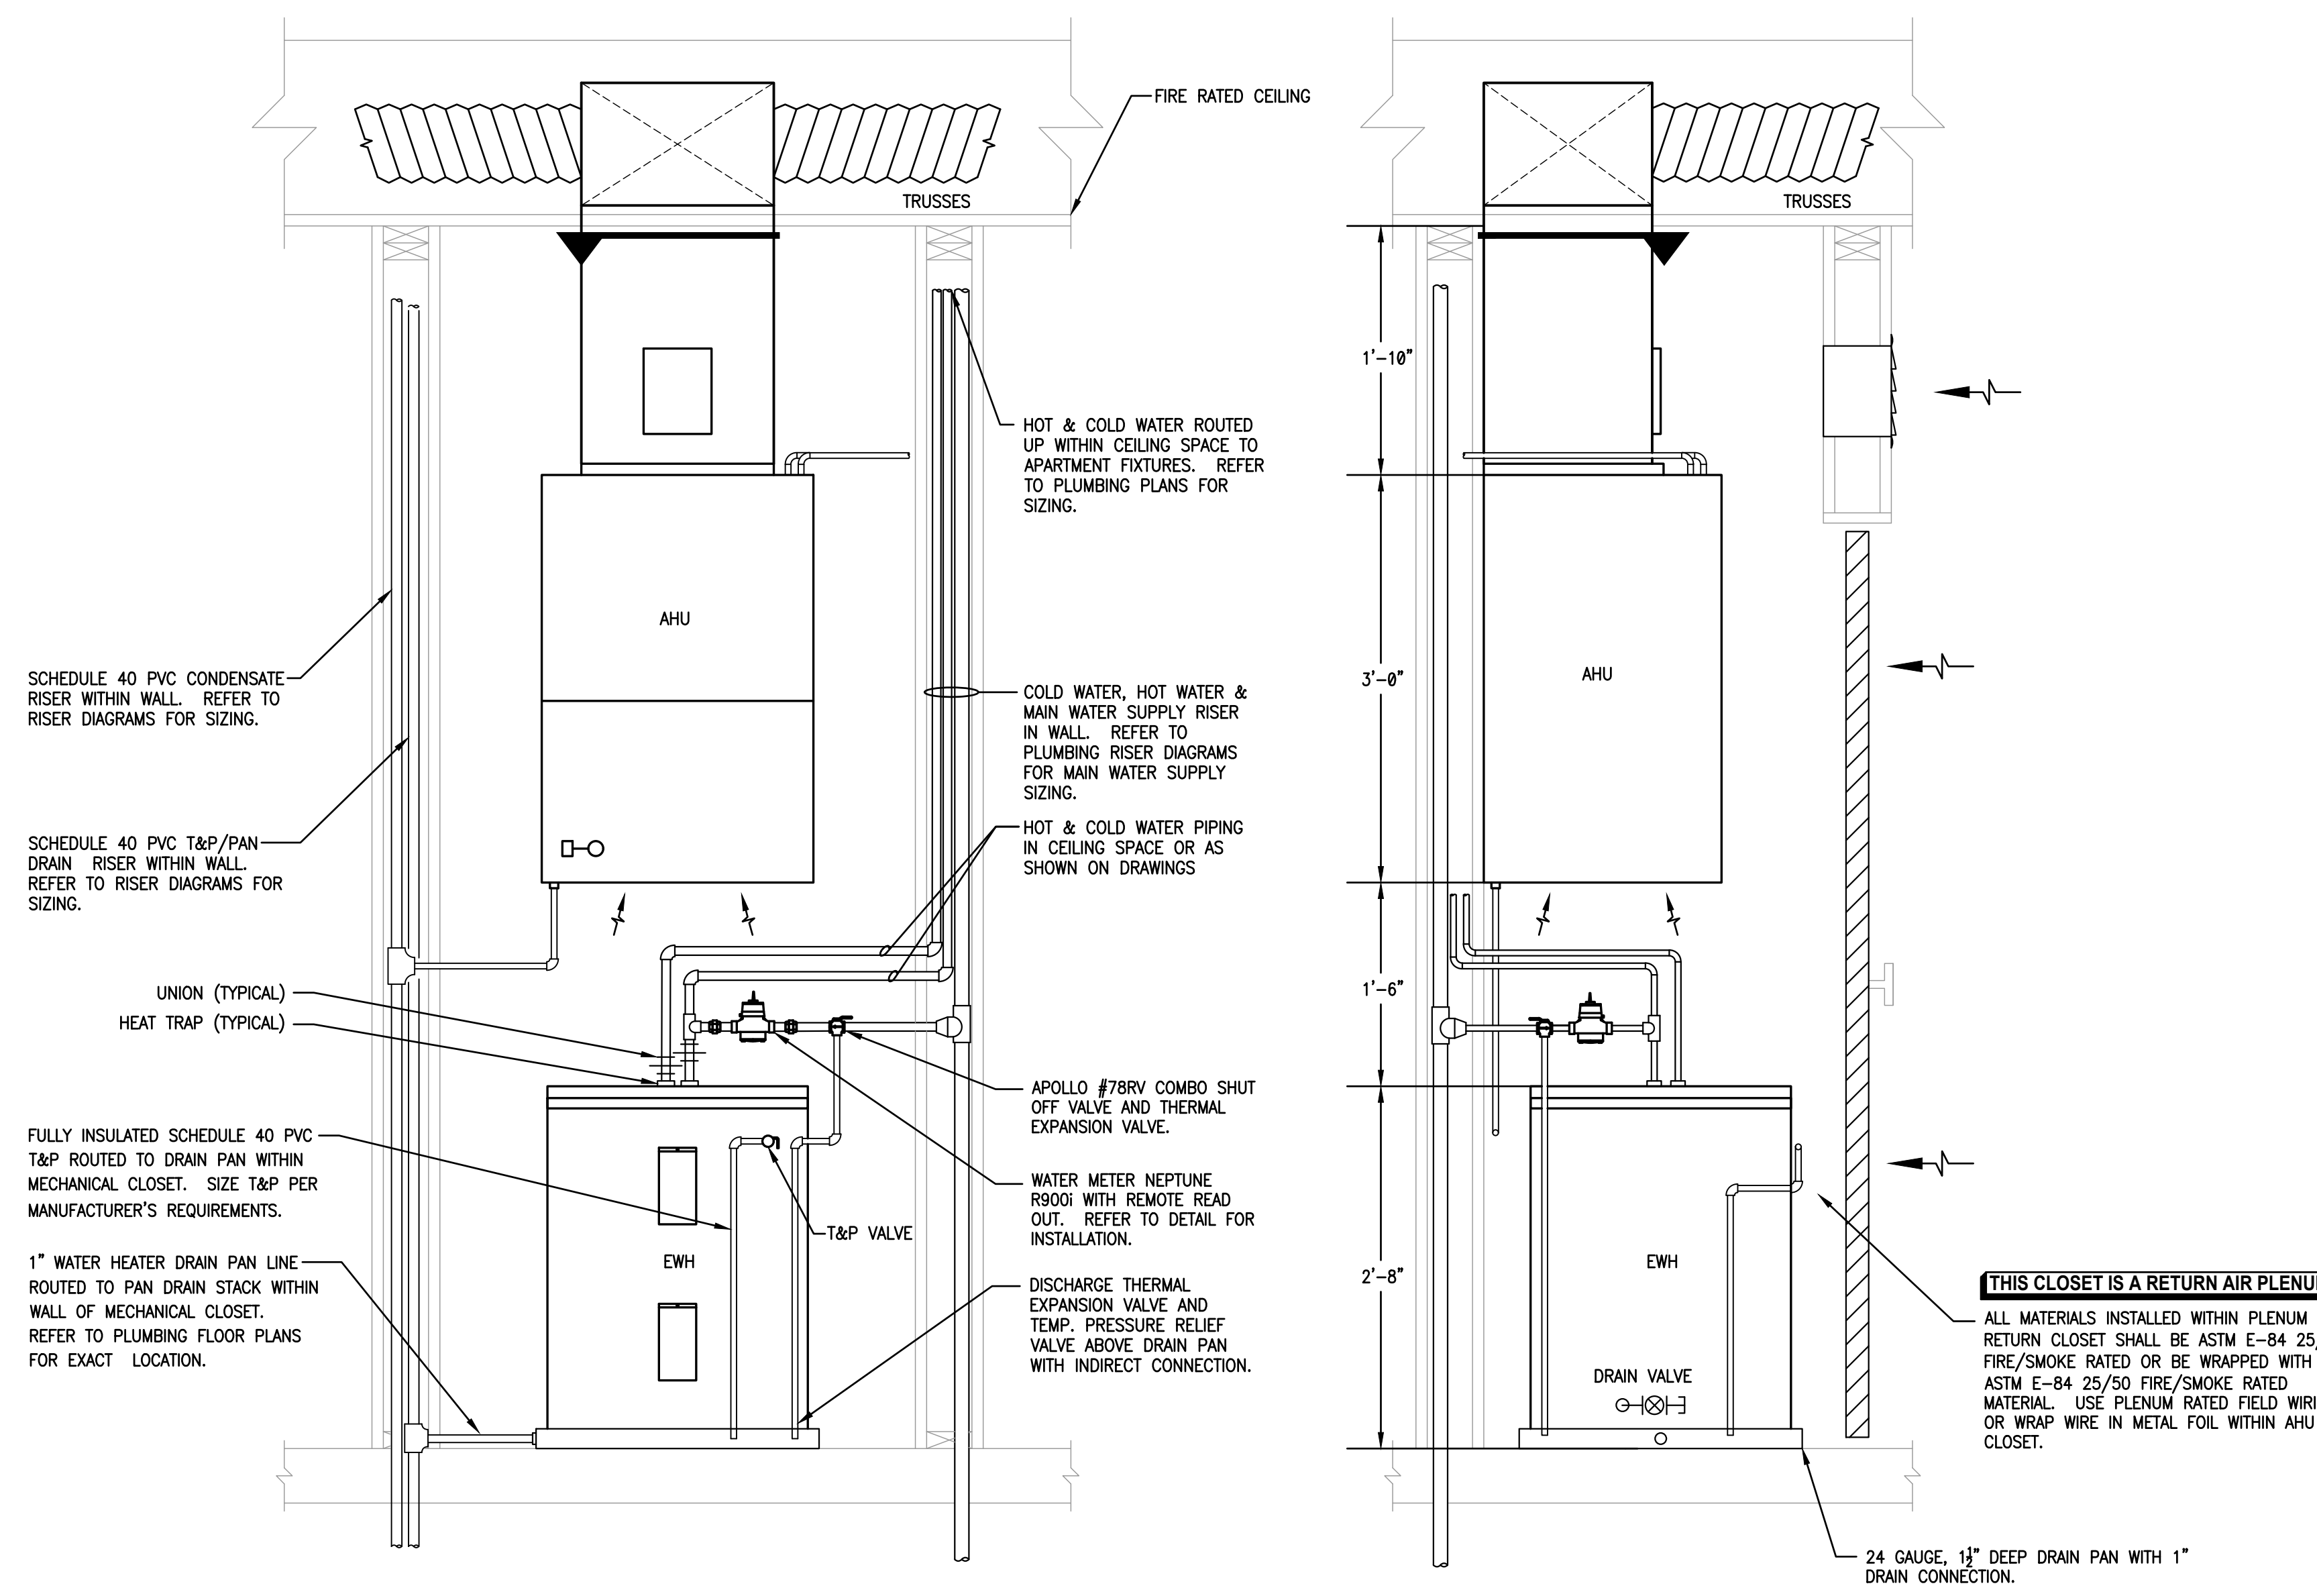 FIRE RATED CEILING
TRUSSES
TRUSSES
1'-10"
HOT & COLD WATER ROUTED
UP WITHIN CEILING SPACE TO
APARTMENT FIXTURES. REFER
TO PLUMBING PLANS FOR
SIZING.
AHU
AHU
3'-0"
SCHEDULE 40 PVC CONDENSATE
RISER WITHIN WALL. REFER TO
RISER DIAGRAMS FOR SIZING.
COLD WATER, HOT WATER &
MAIN WATER SUPPLY RISER
IN WALL. REFER TO
PLUMBING RISER DIAGRAMS
FOR MAIN WATER SUPPLY
SIZING.
HOT & COLD WATER PIPING
IN CEILING SPACE OR AS
SHOWN ON DRAWINGS
SCHEDULE 40 PVC T&P/PAN
DRAIN RISER WITHIN WALL.
REFER TO RISER DIAGRAMS FOR
SIZING.
1'-6"
UNION (TYPICAL)
HEAT TRAP (TYPICAL)
APOLLO #78RV COMBO SHUT
OFF VALVE AND THERMAL
EXPANSION VALVE.
FULLY INSULATED SCHEDULE 40 PVC
T&P ROUTED TO DRAIN PAN WITHIN
MECHANICAL CLOSET. SIZE T&P PER
MANUFACTURER'S REQUIREMENTS.
WATER METER NEPTUNE
R900i WITH REMOTE READ
OUT. REFER TO DETAIL FOR
INSTALLATION.
T&P VALVE
EWH
EWH
2'-8"
1" WATER HEATER DRAIN PAN LINE
ROUTED TO PAN DRAIN STACK WITHIN
WALL OF MECHANICAL CLOSET.
REFER TO PLUMBING FLOOR PLANS
FOR EXACT LOCATION.
DISCHARGE THERMAL
EXPANSION VALVE AND
TEMP. PRESSURE RELIEF
VALVE ABOVE DRAIN PAN
WITH INDIRECT CONNECTION.
DRAIN VALVE
THIS CLOSET IS A RETURN AIR
ALL MATERIALS INSTALLED WITHIN PLENUM
RETURN CLOSET SHALL BE ASTM E-84
FIRE/SMOKE RATED OR BE WRAPPED WITH
ASTM E-84 25/50 FIRE/SMOKE RATED
MATERIAL. USE PLENUM RATED FIELD
OR WRAP WIRE IN METAL FOIL WITHIN AHU
CLOSET.
24 GAUGE, 1½" DEEP DRAIN PAN WITH 1"
DRAIN CONNECTION.